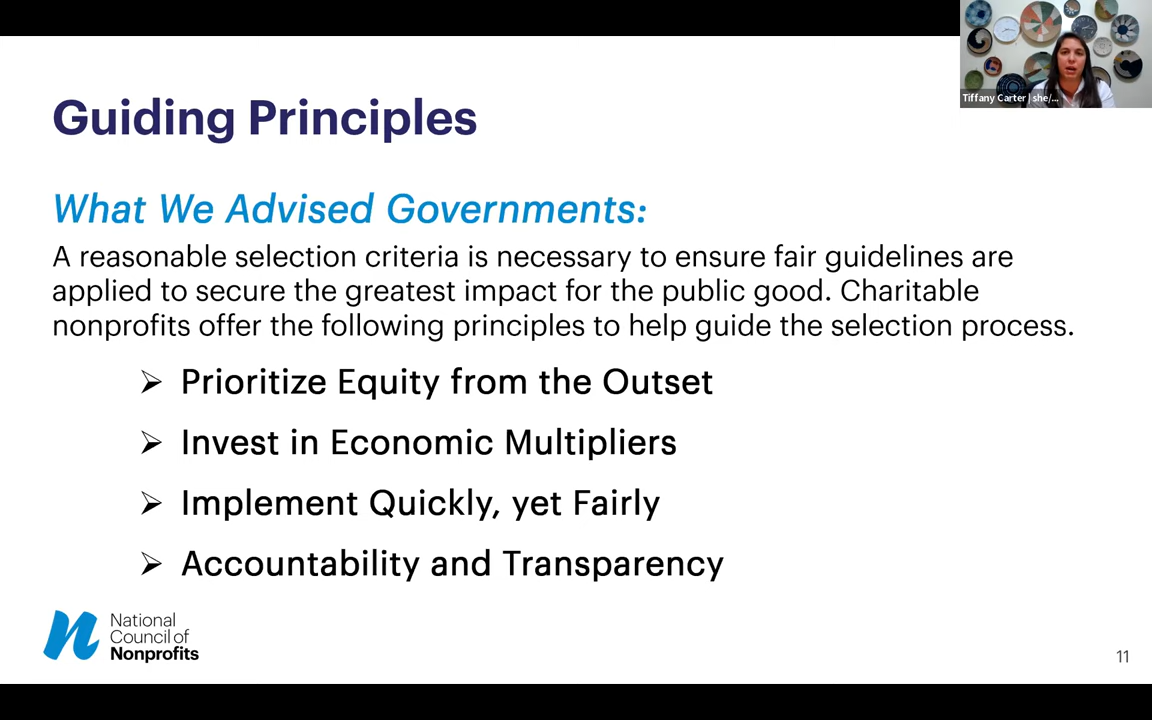 Tiffany Carter | she/...
Guiding Principles
What We Advised Governments:
A reasonable selection criteria is necessary to ensure fair guidelines are
applied to secure the greatest impact for the public good. Charitable
nonprofits offer the following principles to help guide the selection process.
➢ Prioritize Equity from the Outset
➢ Invest in Economic Multipliers
➢ Implement Quickly, yet Fairly
➢ Accountability and Transparency
National
Council of
Nonprofits
11